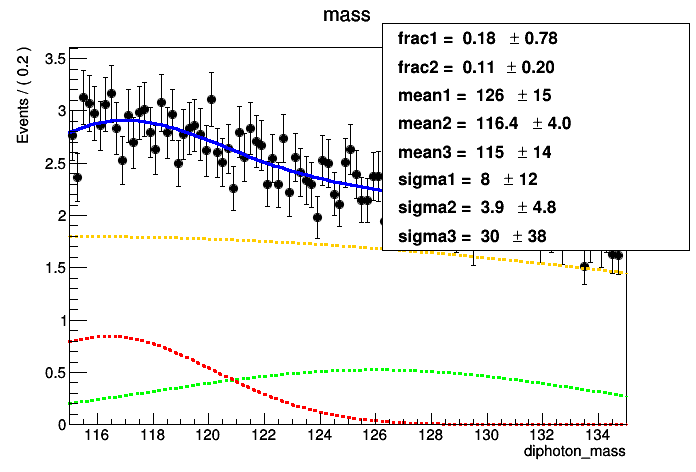 mass
frac1 = 0.18 ± 0.78
frac2 = 0.11 ± 0.20
mean1 = 126 ± 15
mean2 = 116.4 ± 4.0
mean3 = 115 ± 14
sigma1 = 8 ± 12
sigma2 = 3.9 ± 4.8
sigma3 = 30 ± 38
Events / ( 0.2 )
3.5
3
2.5
2
1.5
1
0.5
0
116 118 120 122 124 126 128 130 132 134
diphoton_mass